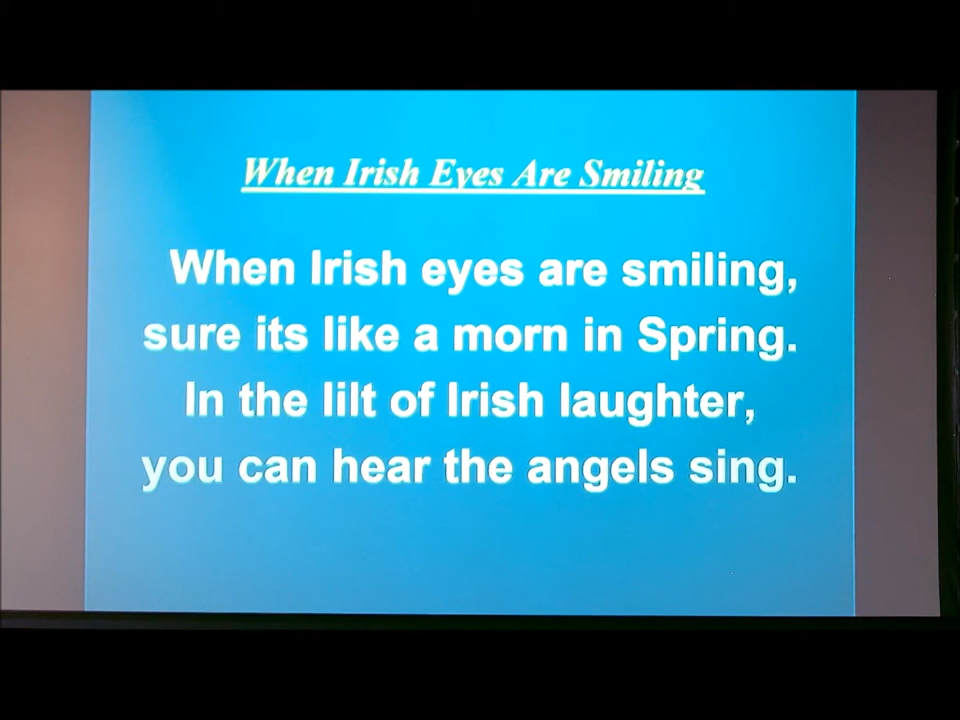 When Irish Eyes Are Smiling
When Irish eyes are smiling,
sure its like a morn in Spring.
In the lilt of Irish laughter,
you can hear the angels sing.